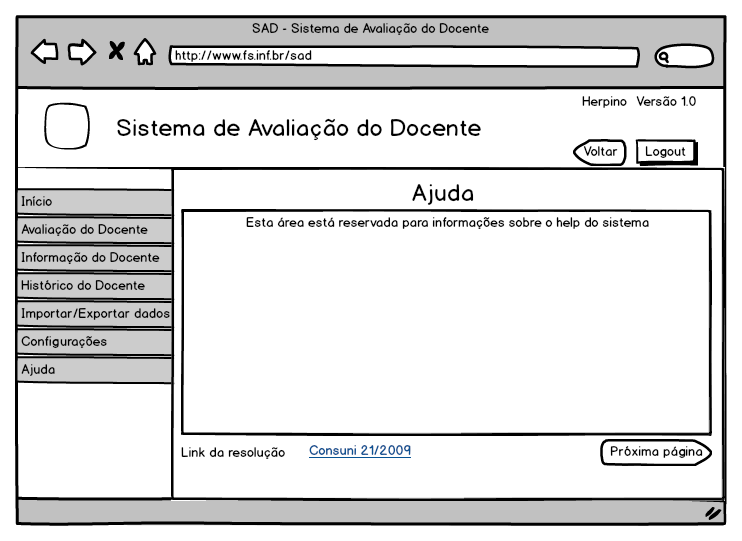 SAD - Sistema de Avaliação do Docente
http://www.fs.inf.br/sad
Herpino Versão 1.0
Sistema de Avaliação do Docente
Voltar
Logout
Início
Avaliação do Docente
Informação do Docente
Histórico do Docente
Importar/Exportar dados
Configurações
Ajuda
Ajuda
Esta área está reservada para informações sobre o help do sistema
Link da resolução Consuni 21/2009
Próxima página